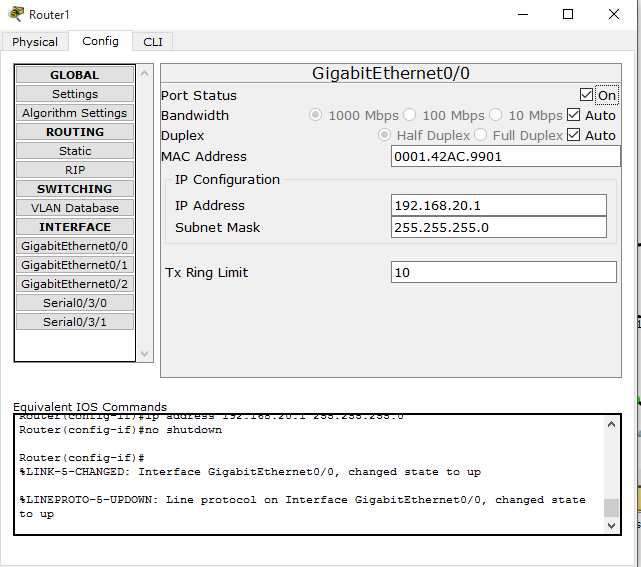 Router1
Physical Config CLI
GLOBAL
Settings
Algorithm Settings
ROUTING
Static
RIP
SWITCHING
VLAN Database
INTERFACE
GigabitEthernet0/0
GigabitEthernet0/1
GigabitEthernet0/2
Serial0/3/0
Serial0/3/1
GigabitEthernet0/0
Port Status On
Bandwidth 1000 Mbps 100 Mbps 10 Mbps Auto
Duplex Half Duplex Full Duplex Auto
MAC Address 0001.42AC.9901
IP Configuration
IP Address 192.168.20.1
Subnet Mask 255.255.255.0
Tx Ring Limit 10
Equivalent IOS Commands
Router(config-if)#ip address 192.168.20.1 255.255.255.0
Router(config-if)#no shutdown
Router(config-if)#
%LINK-5-CHANGED: Interface GigabitEthernet0/0, changed state to up
%LINEPROTO-5-UPDOWN: Line protocol on Interface GigabitEthernet0/0, changed state
to up